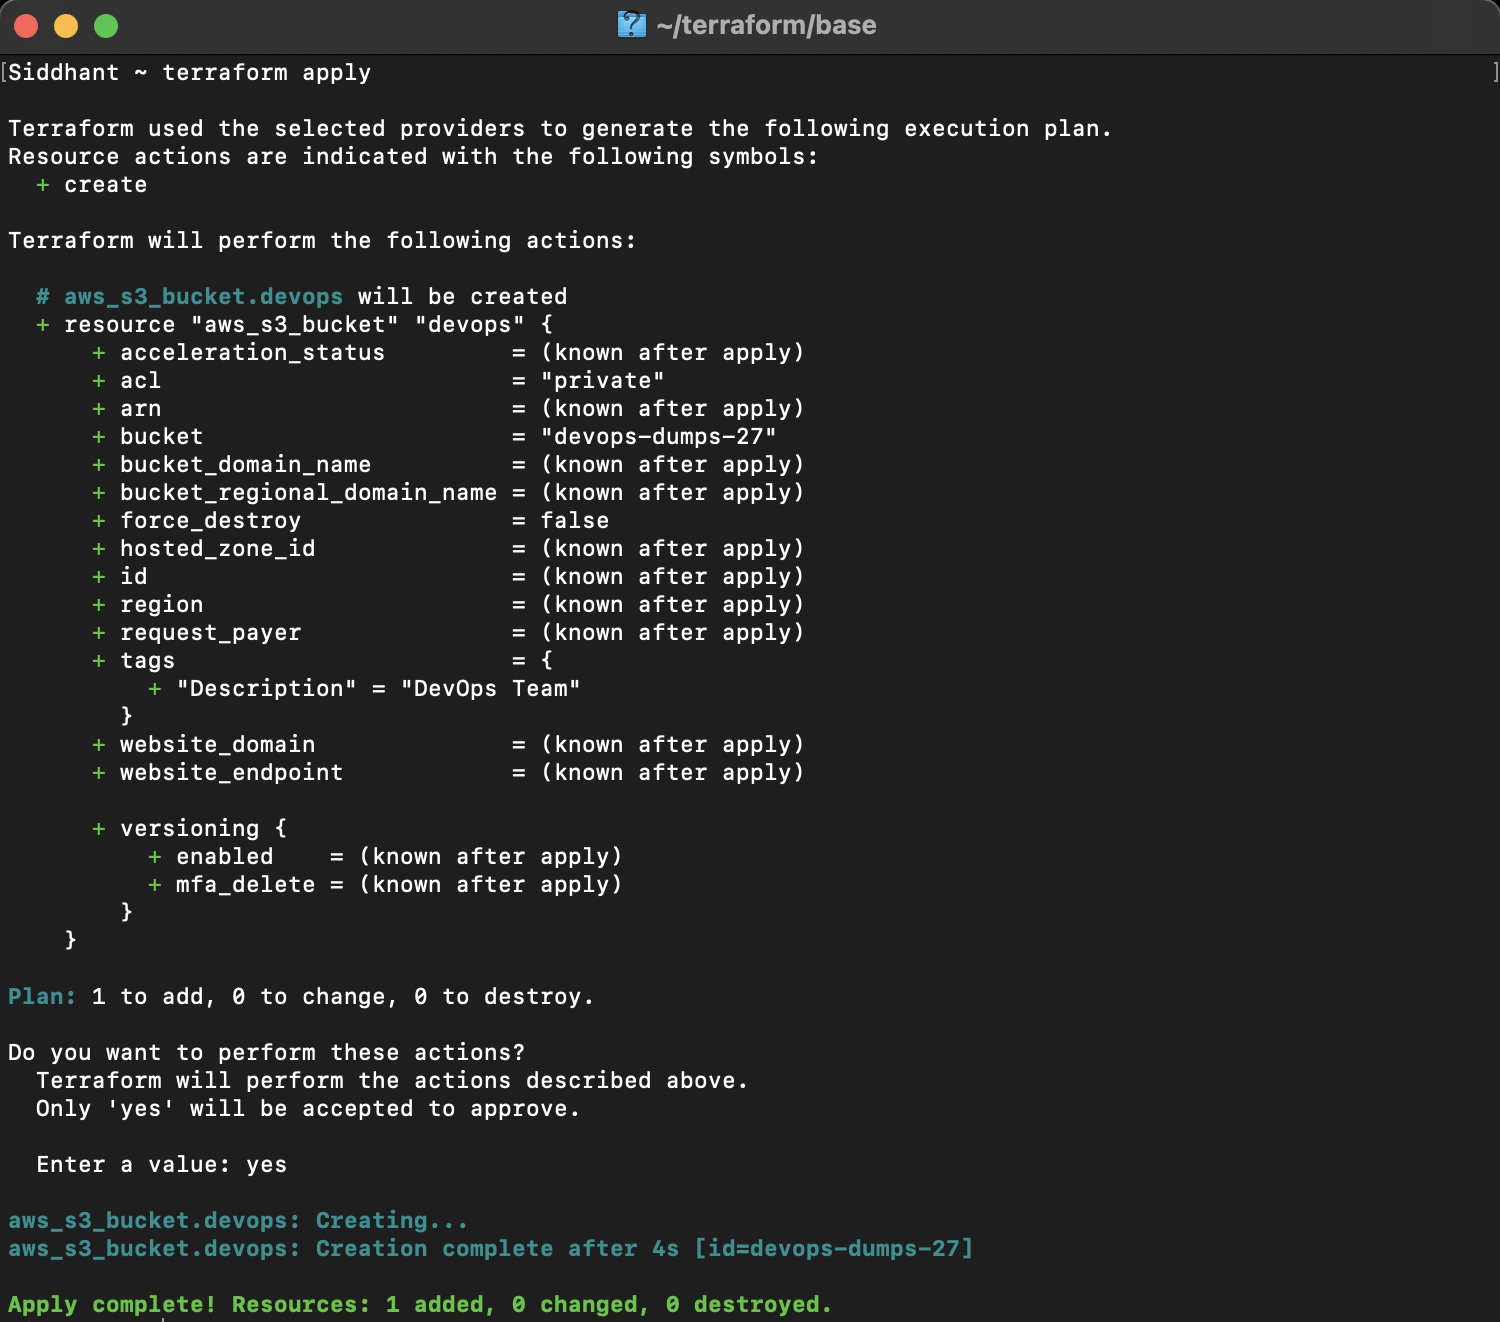 ~/terraform/base
[Siddhant ~ terraform apply ]
Terraform used the selected providers to generate the following execution plan.
Resource actions are indicated with the following symbols:
  + create
Terraform will perform the following actions:
  # aws_s3_bucket.devops will be created
  + resource "aws_s3_bucket" "devops" {
      + acceleration_status         = (known after apply)
      + acl                         = "private"
      + arn                         = (known after apply)
      + bucket                      = "devops-dumps-27"
      + bucket_domain_name          = (known after apply)
      + bucket_regional_domain_name = (known after apply)
      + force_destroy               = false
      + hosted_zone_id              = (known after apply)
      + id                          = (known after apply)
      + region                      = (known after apply)
      + request_payer               = (known after apply)
      + tags                        = {
          + "Description" = "DevOps Team"
        }
      + website_domain              = (known after apply)
      + website_endpoint            = (known after apply)
      + versioning {
          + enabled    = (known after apply)
          + mfa_delete = (known after apply)
        }
    }
Plan: 1 to add, 0 to change, 0 to destroy.
Do you want to perform these actions?
  Terraform will perform the actions described above.
  Only 'yes' will be accepted to approve.
  Enter a value: yes
aws_s3_bucket.devops: Creating...
aws_s3_bucket.devops: Creation complete after 4s [id=devops-dumps-27]
Apply complete! Resources: 1 added, 0 changed, 0 destroyed.